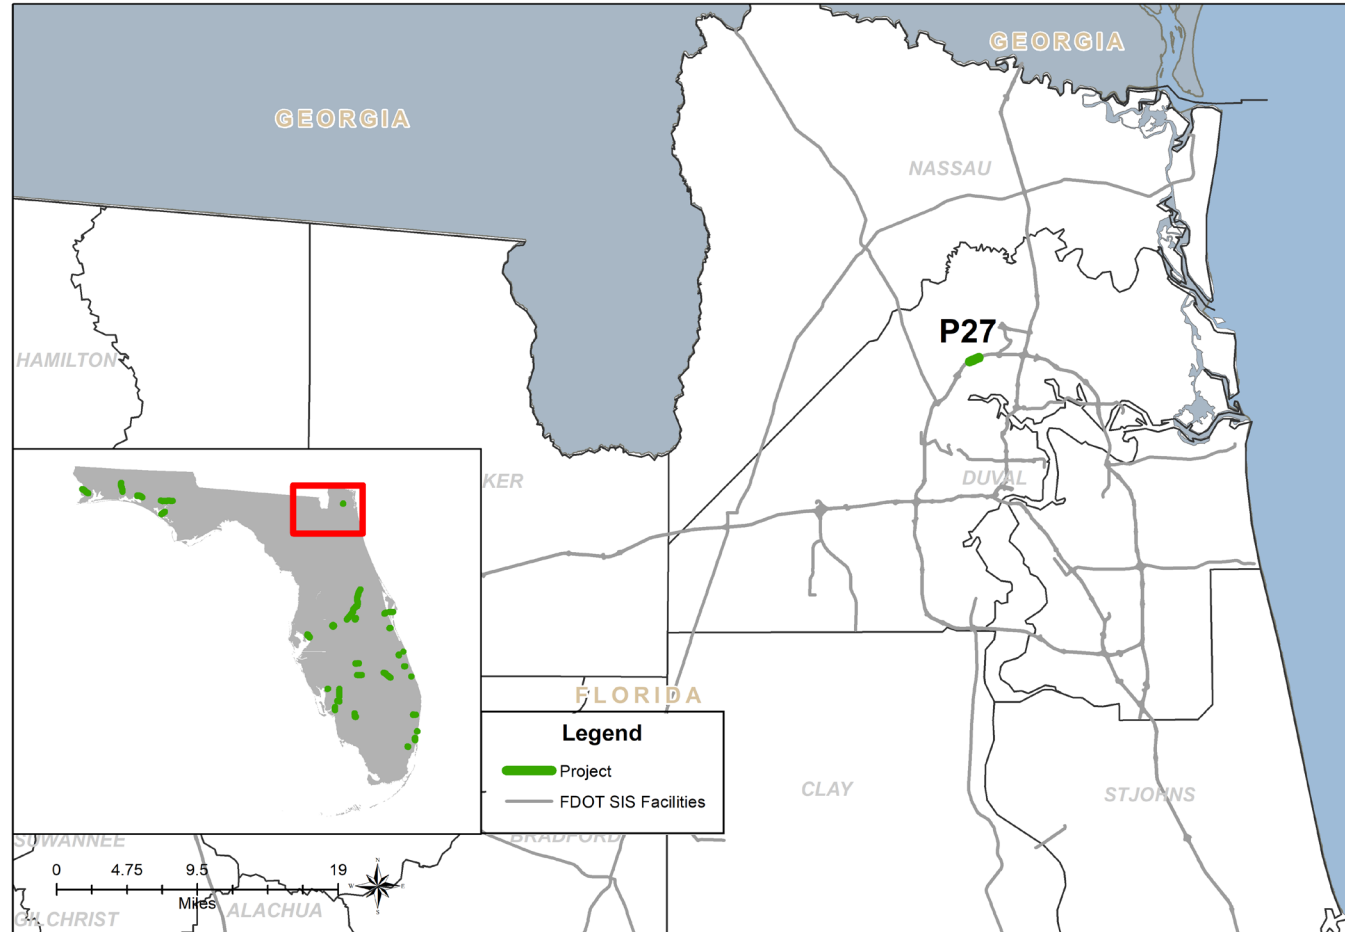 GEORGIA
GEORGIA
NASSAU
P27
HAMILTON
KER
DUVAL
FLORIDA
Legend
Project
FDOT SIS Facilities
CLAY
STJOHNS
SUWANNEE
BRADFORD
0 4.75 9.5 19
Miles
N
W E
S
GILCHRIST
ALACHUA